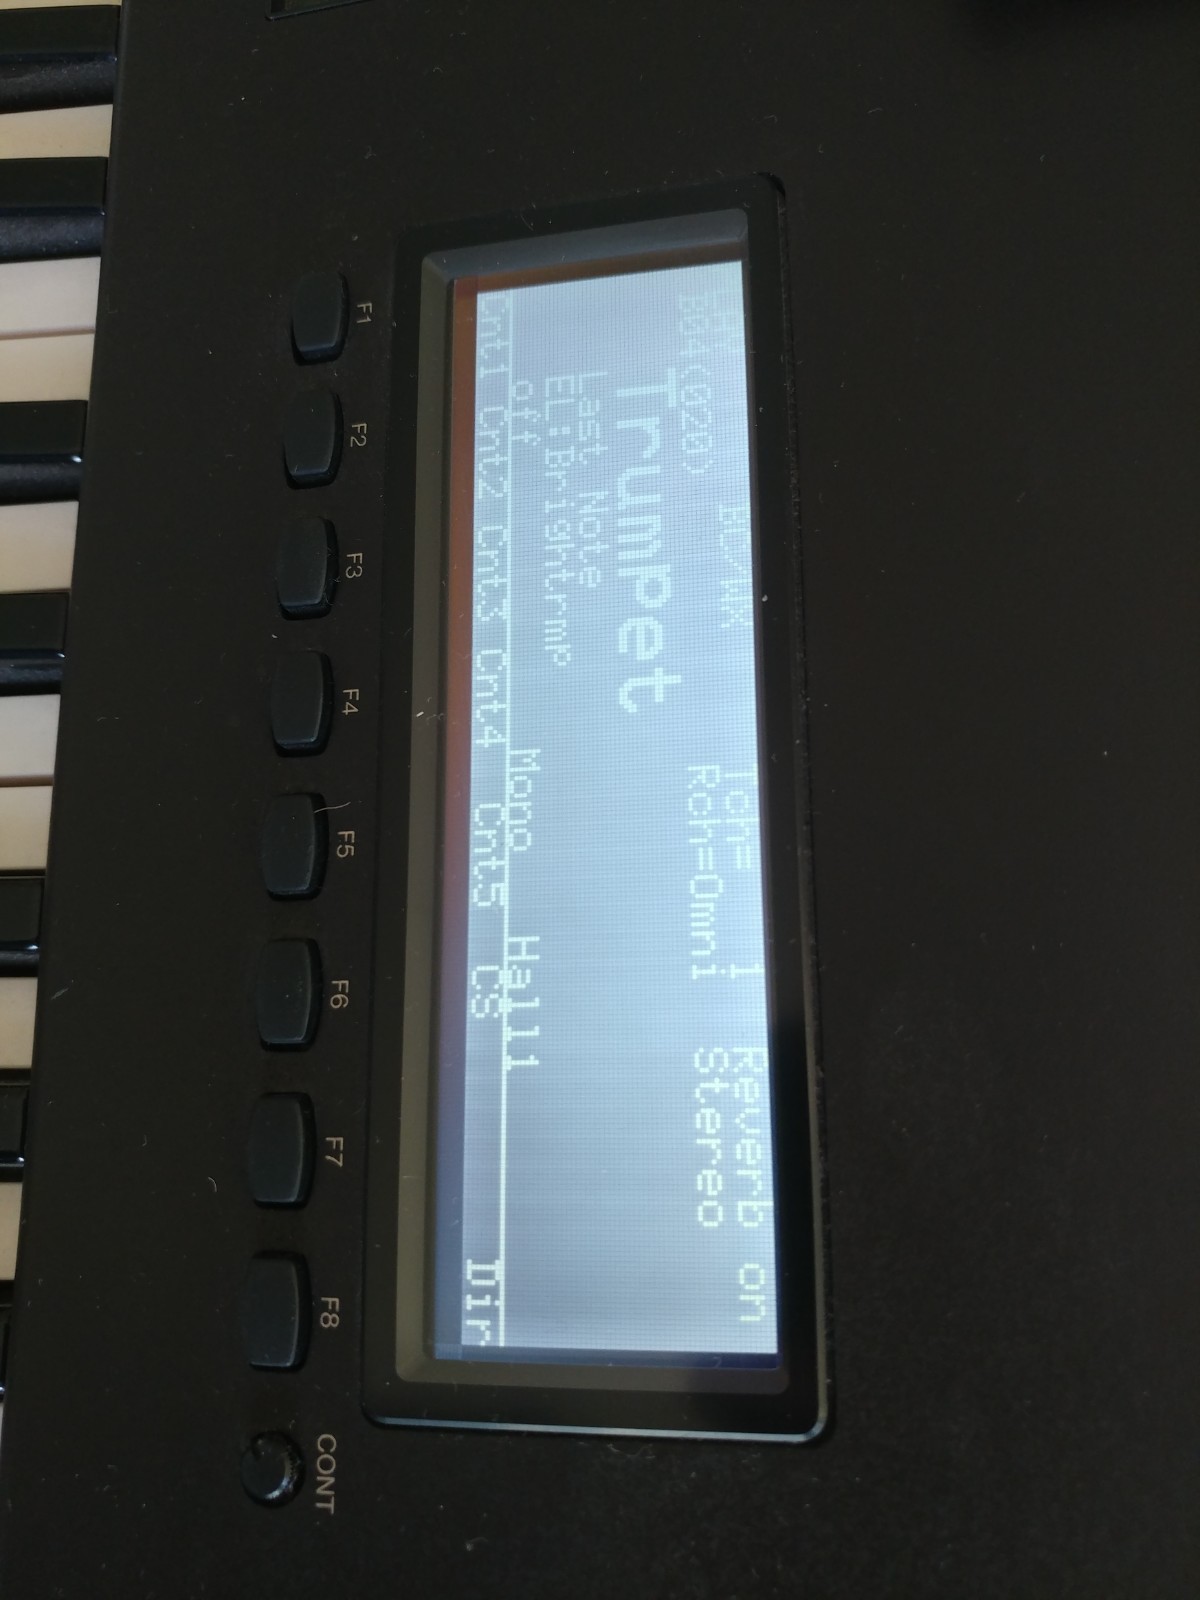 B04(020)
Tch= 1
Reverb on
Rch=Omni
Stereo
Trumpet
Last Note
EL:Brightrmp
off
Mono
Hall1
Cnt1 Cnt2 Cnt3 Cnt4 Cnt5 CS Dir
F1 F2 F3 F4 F5 F6 F7 F8 CONT